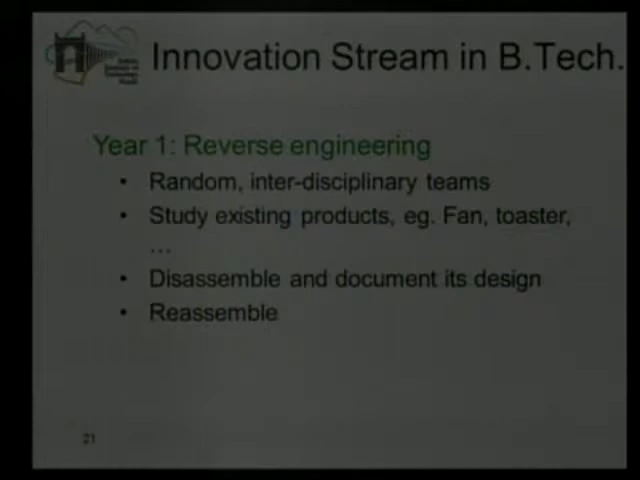 Innovation Stream in B.Tech.
Year 1: Reverse engineering
• Random, inter-disciplinary teams
• Study existing products, eg. Fan, toaster,
...
• Disassemble and document its design
• Reassemble
21